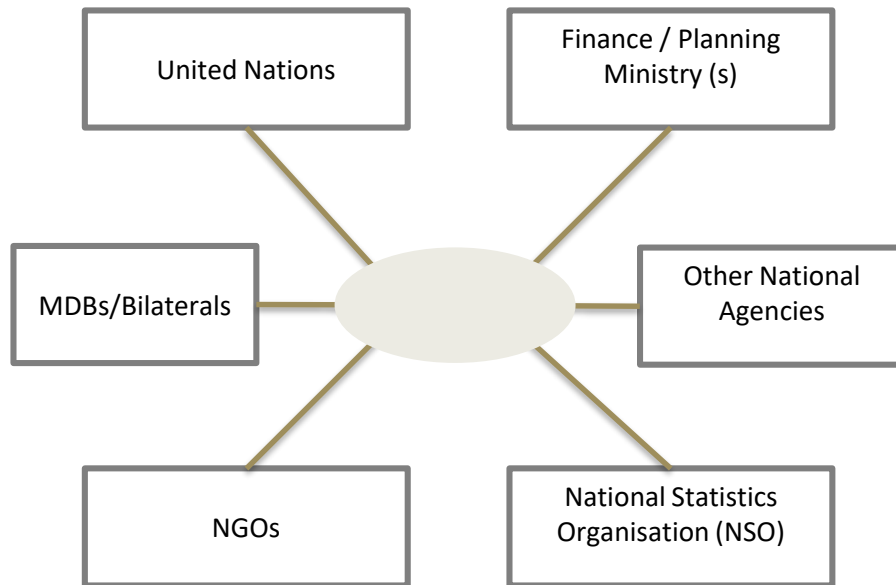 United Nations
Finance / Planning
Ministry (s)
MDBs/Bilaterals
Other National
Agencies
NGOs
National Statistics
Organisation (NSO)